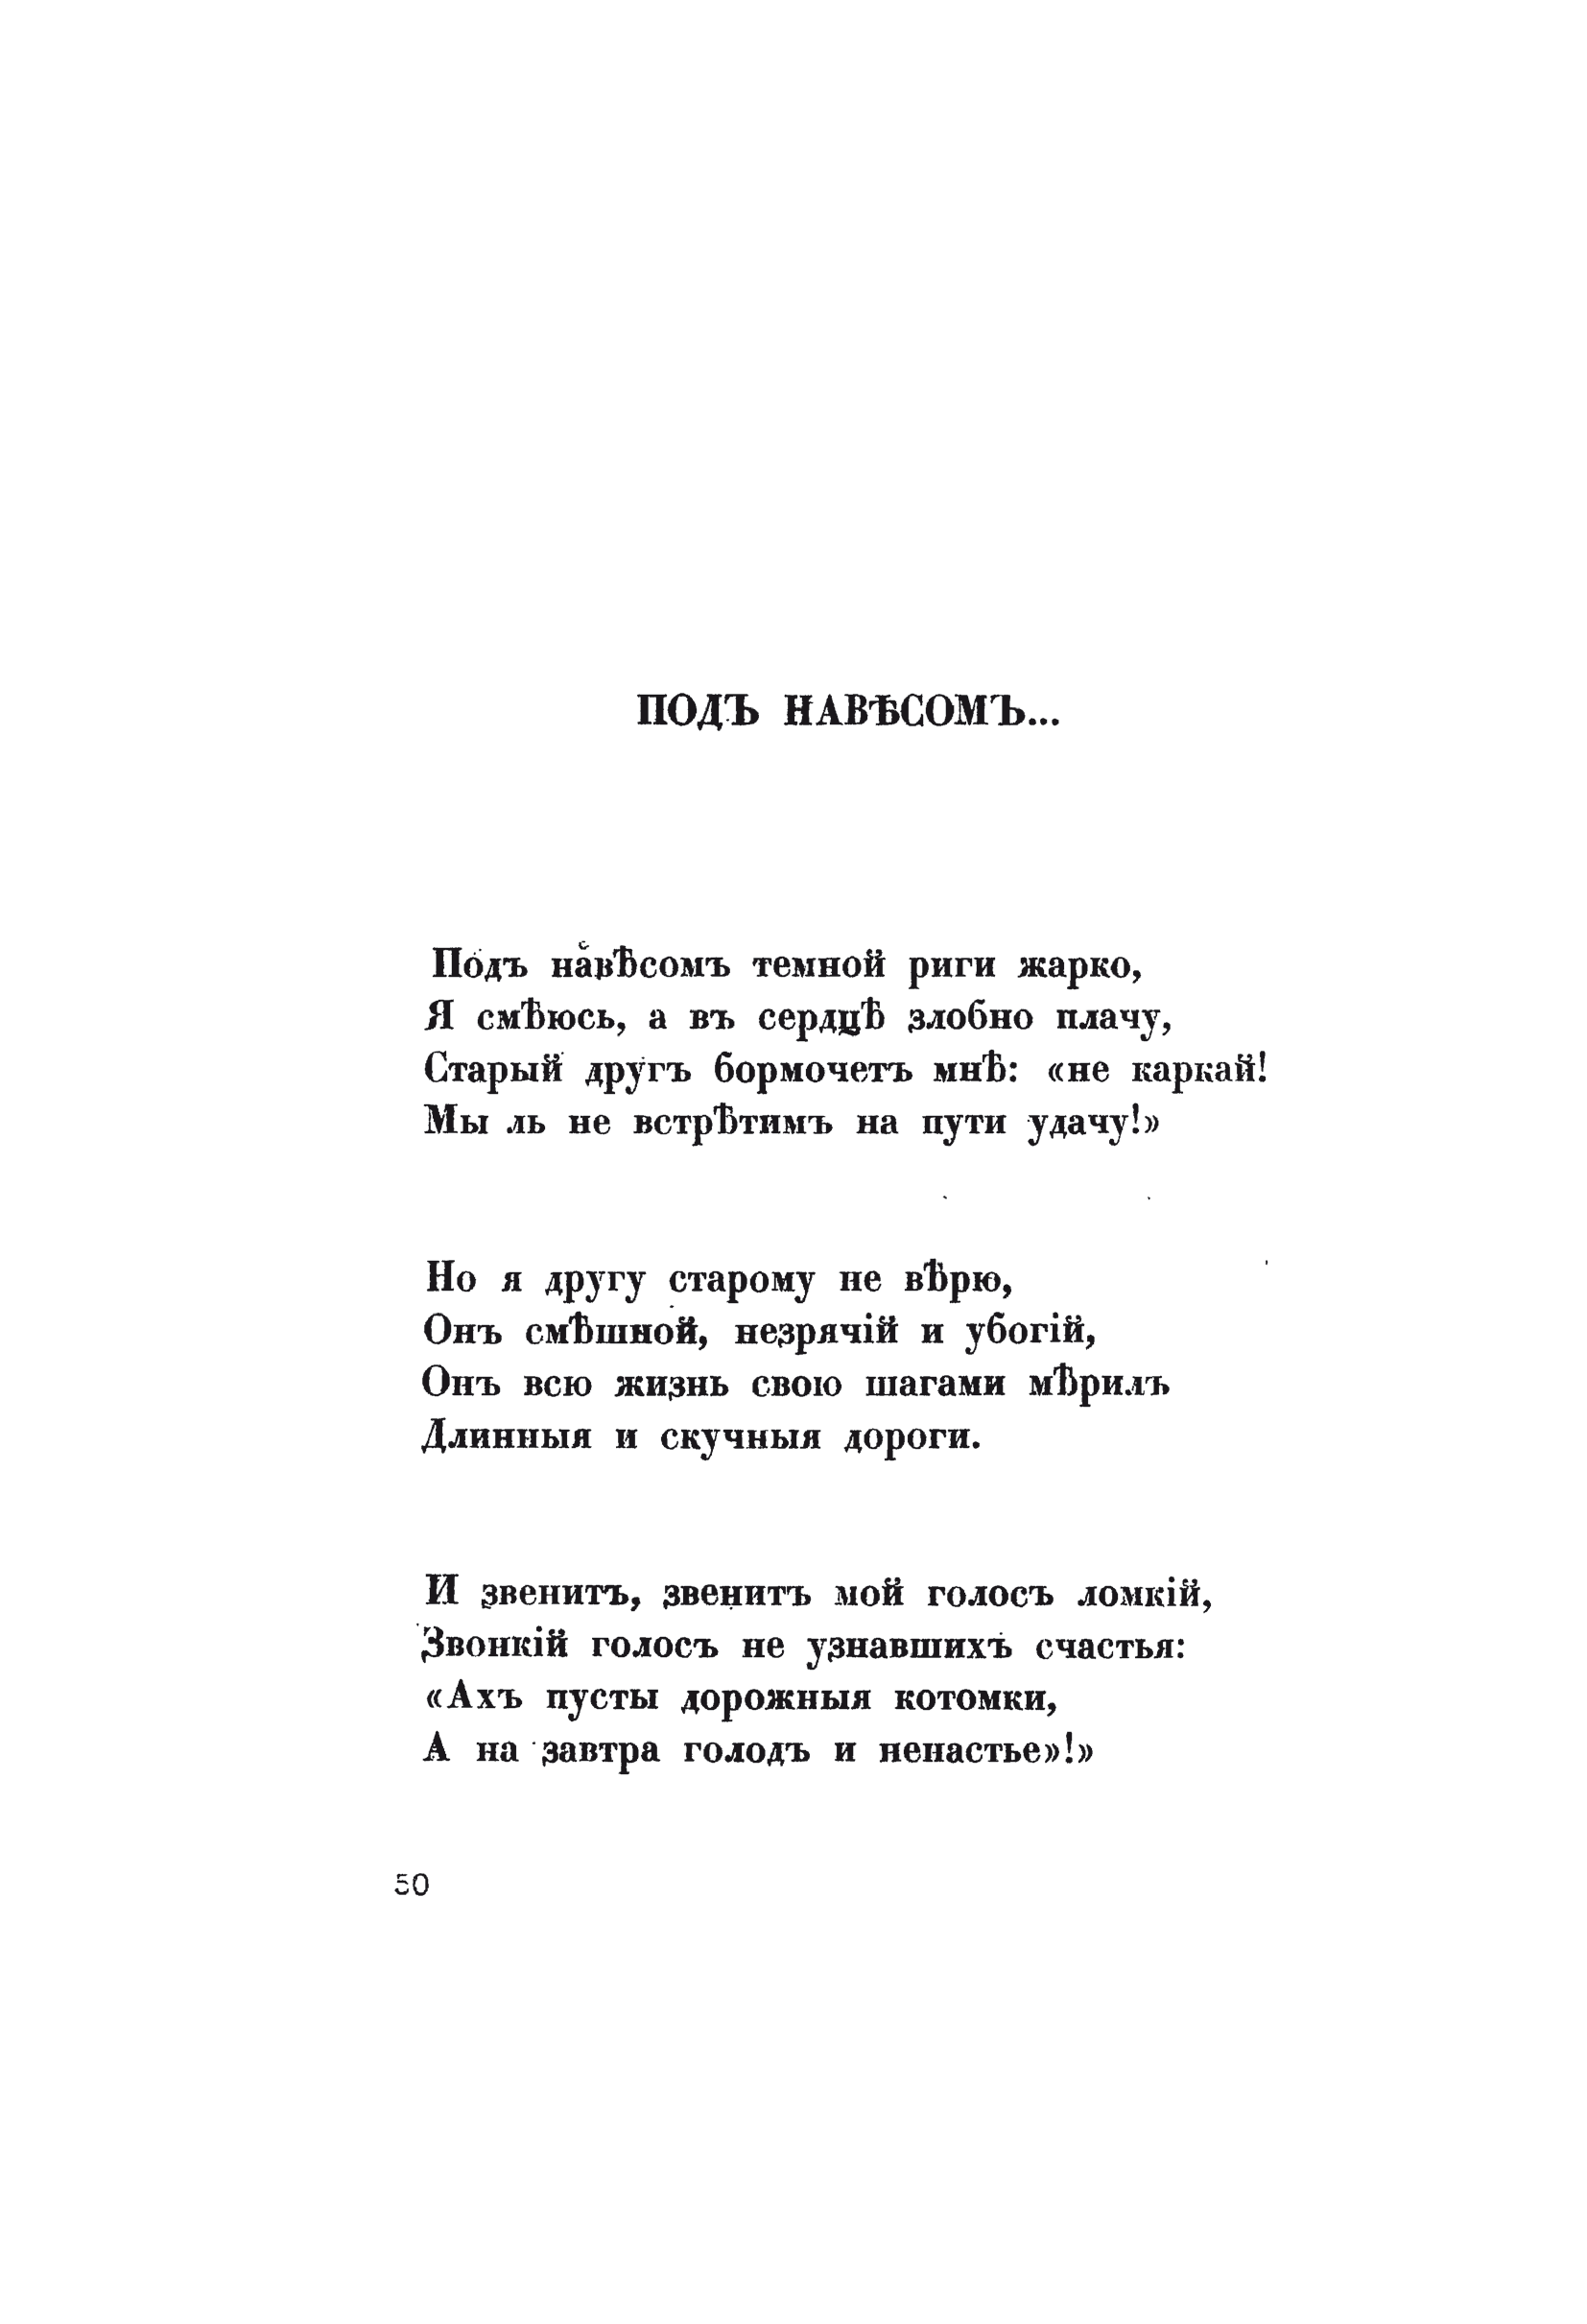 ПОДЪ НАВѢСОМЪ...
Подъ навѣсомъ темной риги жарко,
Я смѣюсь, а въ сердцѣ злобно плачу,
Старый другъ бормочетъ мнѣ: «не каркай!
Мы ль не встрѣтимъ на пути удачу!»
Но я другу старому не вѣрю,
Онъ смѣшной, незрячій и убогій,
Онъ всю жизнь свою шагами мѣрилъ
Длинныя и скучныя дороги.
И звенитъ, звенитъ мой голосъ ломкій,
Звонкій голосъ не узнавшихъ счастья:
«Ахъ пусты дорожныя котомки,
А на завтра голодъ и ненастье»!»
50